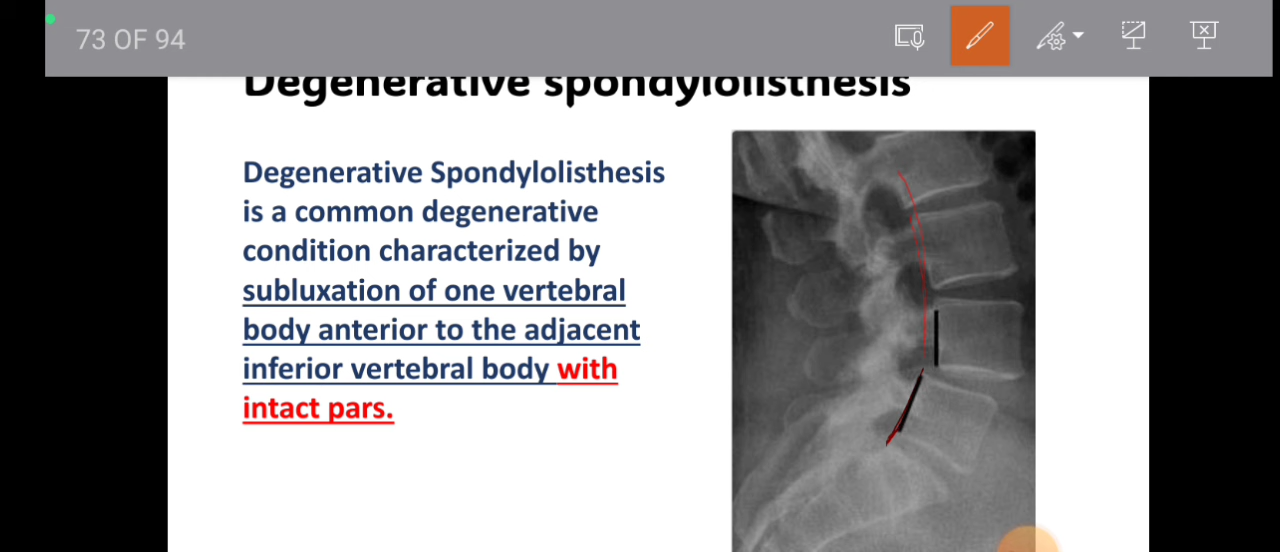 73 OF 94
Degenerative spondylolisthesis
Degenerative Spondylolisthesis
is a common degenerative
condition characterized by
subluxation of one vertebral
body anterior to the adjacent
inferior vertebral body with
intact pars.